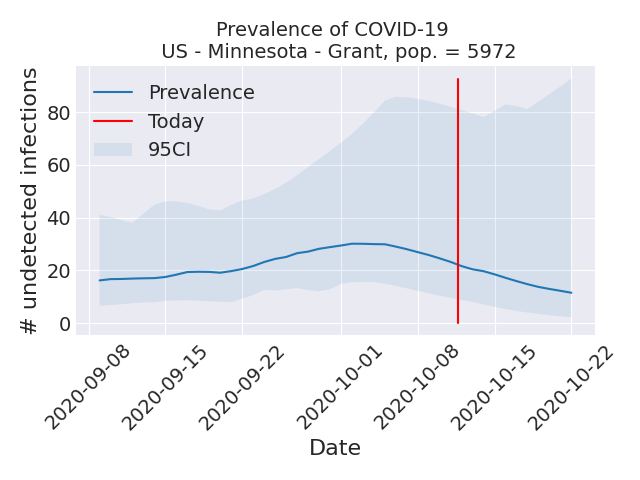 Prevalence of COVID-19
US - Minnesota - Grant, pop. = 5972
# undetected infections
80
60
40
20
0
Prevalence
Today
95CI
2020-09-08
2020-09-15
2020-09-22
2020-10-01
2020-10-08
2020-10-15
2020-10-22
Date